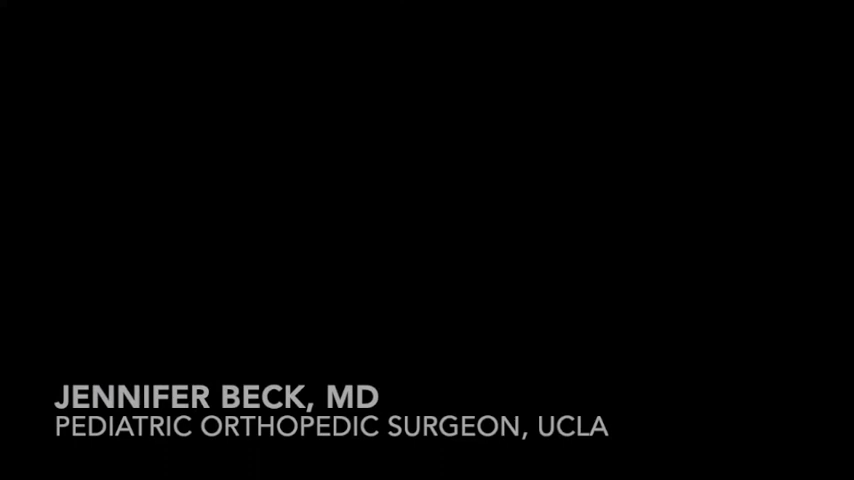 JENNIFER BECK, MD
PEDIATRIC ORTHOPEDIC SURGEON, UCLA